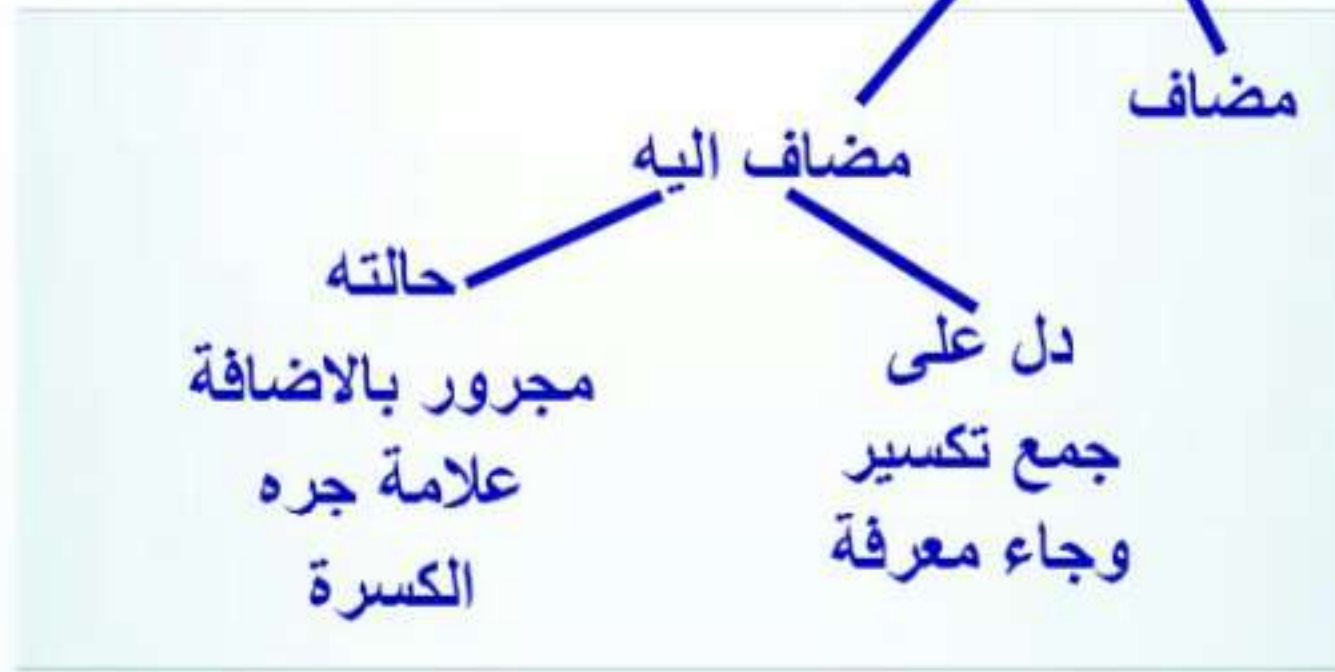 مضاف
مضاف اليه
دل على
جمع تكسير
وجاء معرفة
حالته
مجرور بالاضافة
علامة جره
الكسرة